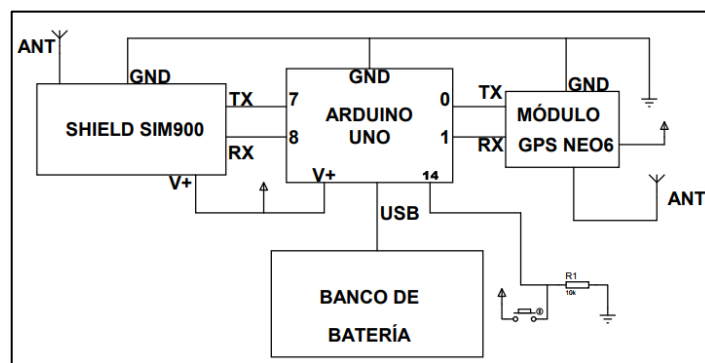 ANT
GND
SHIELD SIM900
TX
RX
V+
GND
7
8
ARDUINO
UNO
0
1
V+
14
USB
TX
RX
GND
MÓDULO
GPS NEO6
ANT
BANCO DE
BATERÍA
R1
10k